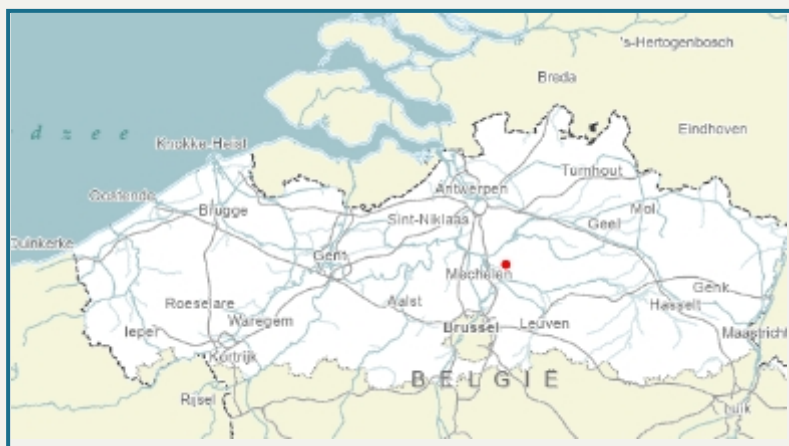 's-Hertogenbosch
Breda
d z e e
Eindhoven
Knokke-Heist
Turnhout
Antwerpen
Oostende
Mol
Brugge
Sint-Niklaas
Geel
Duinkerke
Gent
Mechelen
Genk
Roeselare
Aalst
Hasselt
Waregem
Brussel
Leuven
Ieper
Maastricht
Kortrijk
BELGIË
Rijsel
Luik